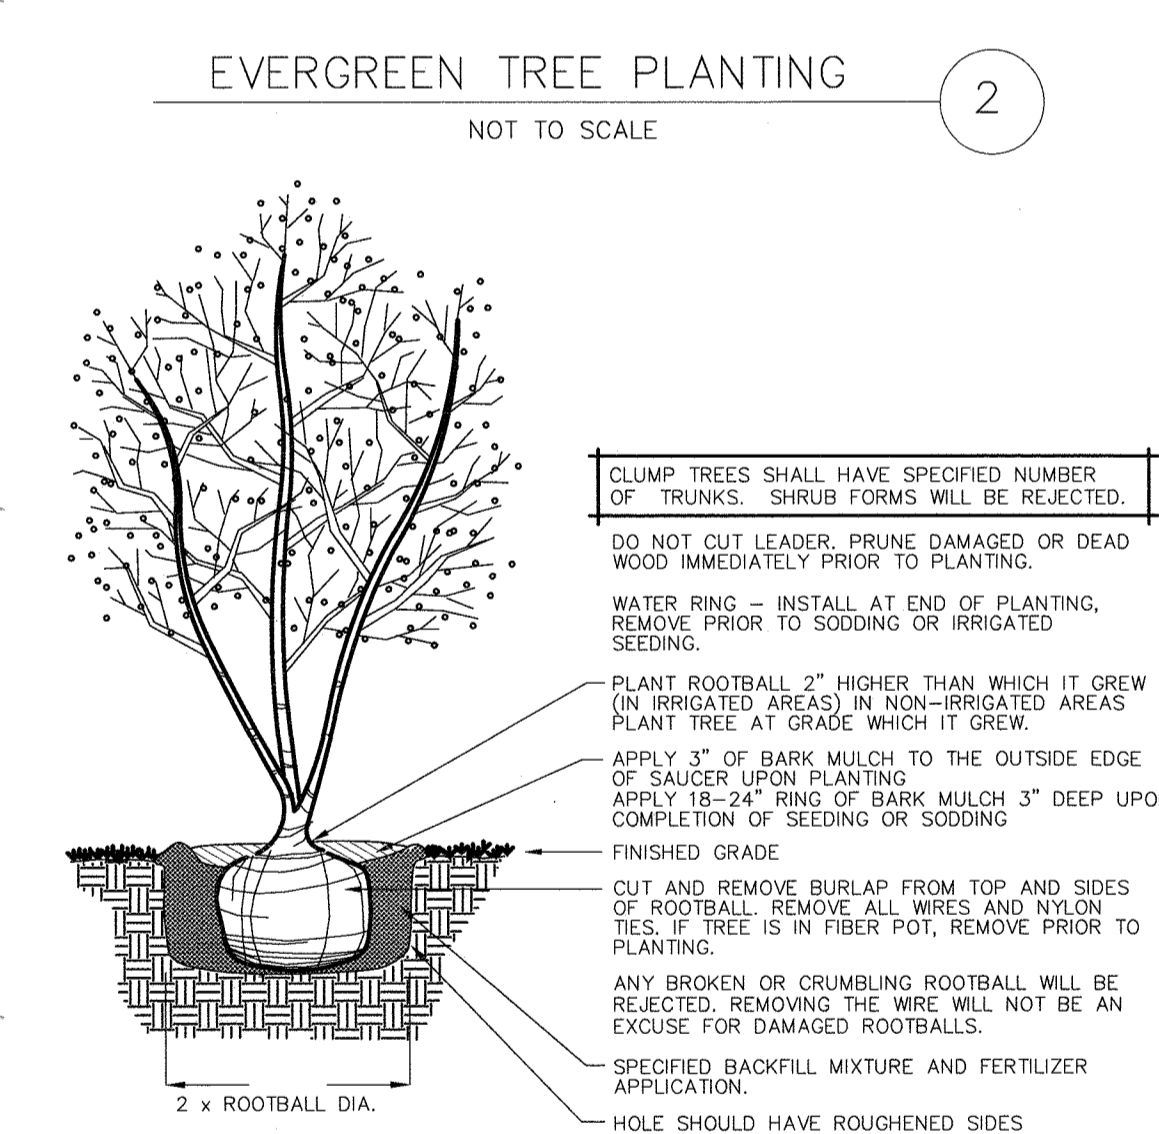 EVERGREEN TREE PLANTING
2
NOT TO SCALE
CLUMP TREES SHALL HAVE SPECIFIED NUMBER
OF TRUNKS. SHRUB FORMS WILL BE REJECTED.
DO NOT CUT LEADER. PRUNE DAMAGED OR DEAD
WOOD IMMEDIATELY PRIOR TO PLANTING.
WATER RING – INSTALL AT END OF PLANTING,
REMOVE PRIOR TO SODDING OR IRRIGATED
SEEDING.
PLANT ROOTBALL 2" HIGHER THAN WHICH IT GREW
(IN IRRIGATED AREAS) IN NON–IRRIGATED AREAS
PLANT TREE AT GRADE WHICH IT GREW.
APPLY 3" OF BARK MULCH TO THE OUTSIDE EDGE
OF SAUCER UPON PLANTING
APPLY 18–24" RING OF BARK MULCH 3" DEEP UPO
COMPLETION OF SEEDING OR SODDING
FINISHED GRADE
CUT AND REMOVE BURLAP FROM TOP AND SIDES
OF ROOTBALL. REMOVE ALL WIRES AND NYLON
TIES. IF TREE IS IN FIBER POT, REMOVE PRIOR TO
PLANTING.
ANY BROKEN OR CRUMBLING ROOTBALL WILL BE
REJECTED. REMOVING THE WIRE WILL NOT BE AN
EXCUSE FOR DAMAGED ROOTBALLS.
SPECIFIED BACKFILL MIXTURE AND FERTILIZER
APPLICATION.
2 x ROOTBALL DIA.
HOLE SHOULD HAVE ROUGHENED SIDES